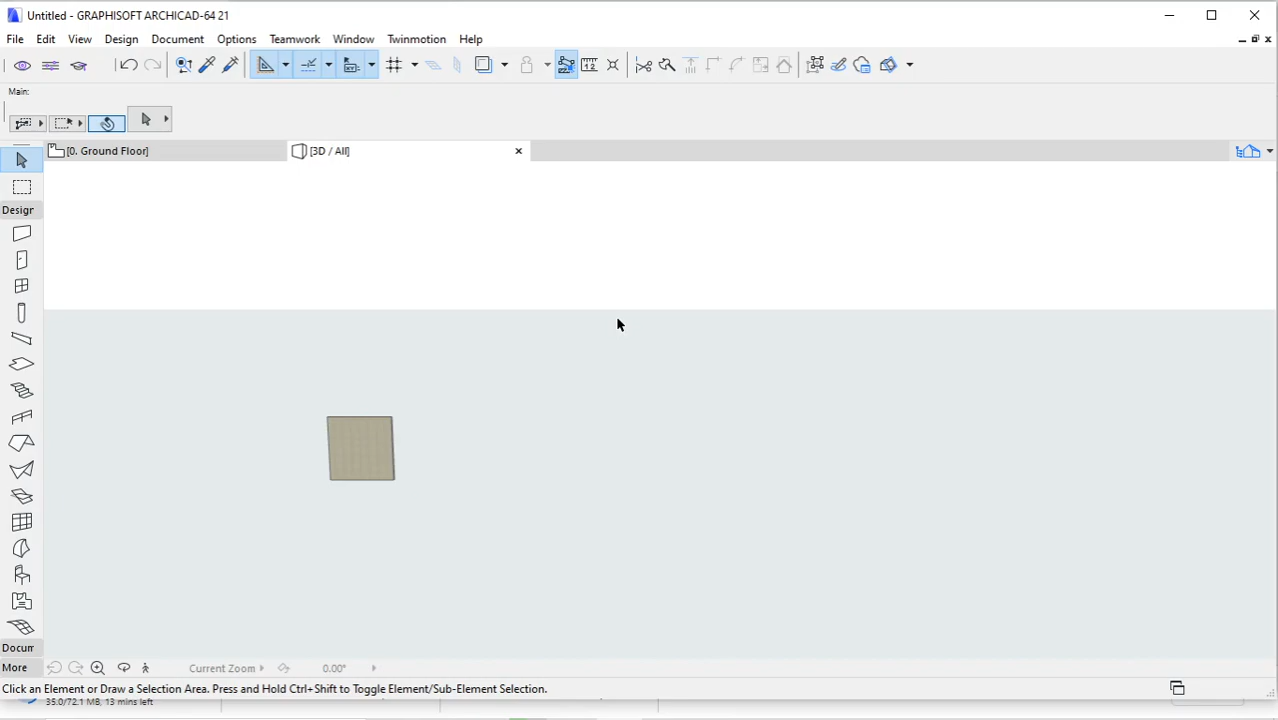 Untitled - GRAPHISOFT ARCHICAD-64 21
File Edit View Design Document Options Teamwork Window Twinmotion Help
Main:
[0. Ground Floor] [3D / All]
Design
Docum
More
Current Zoom 0.00°
Click an Element or Draw a Selection Area. Press and Hold Ctrl+Shift to Toggle Element/Sub-Element Selection.
35.0/72.1 MB, 13 mins left